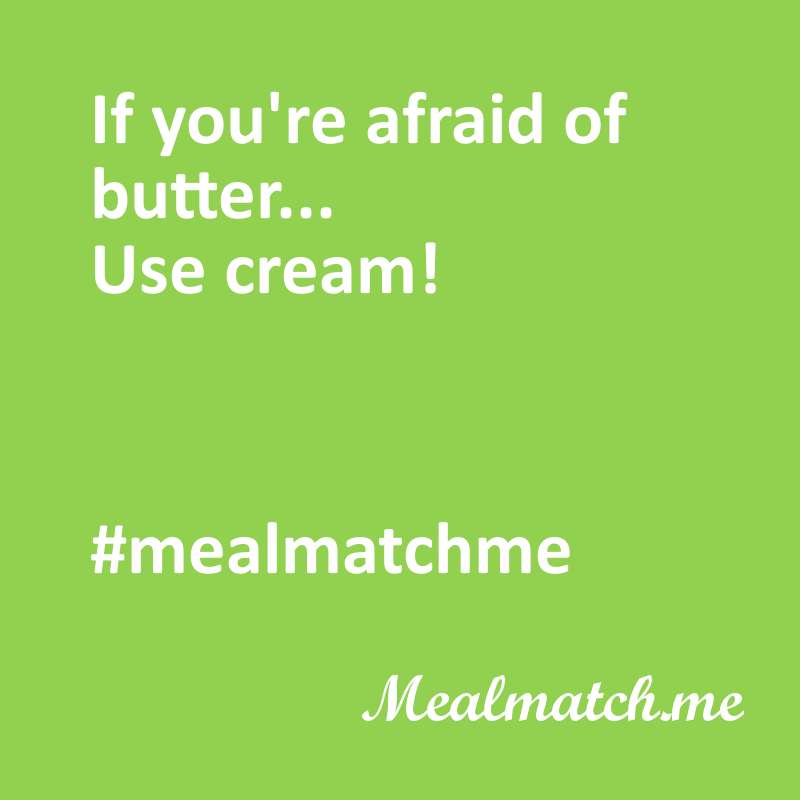 If you're afraid of
butter...
Use cream!
#mealmatchme
Mealmatch.me